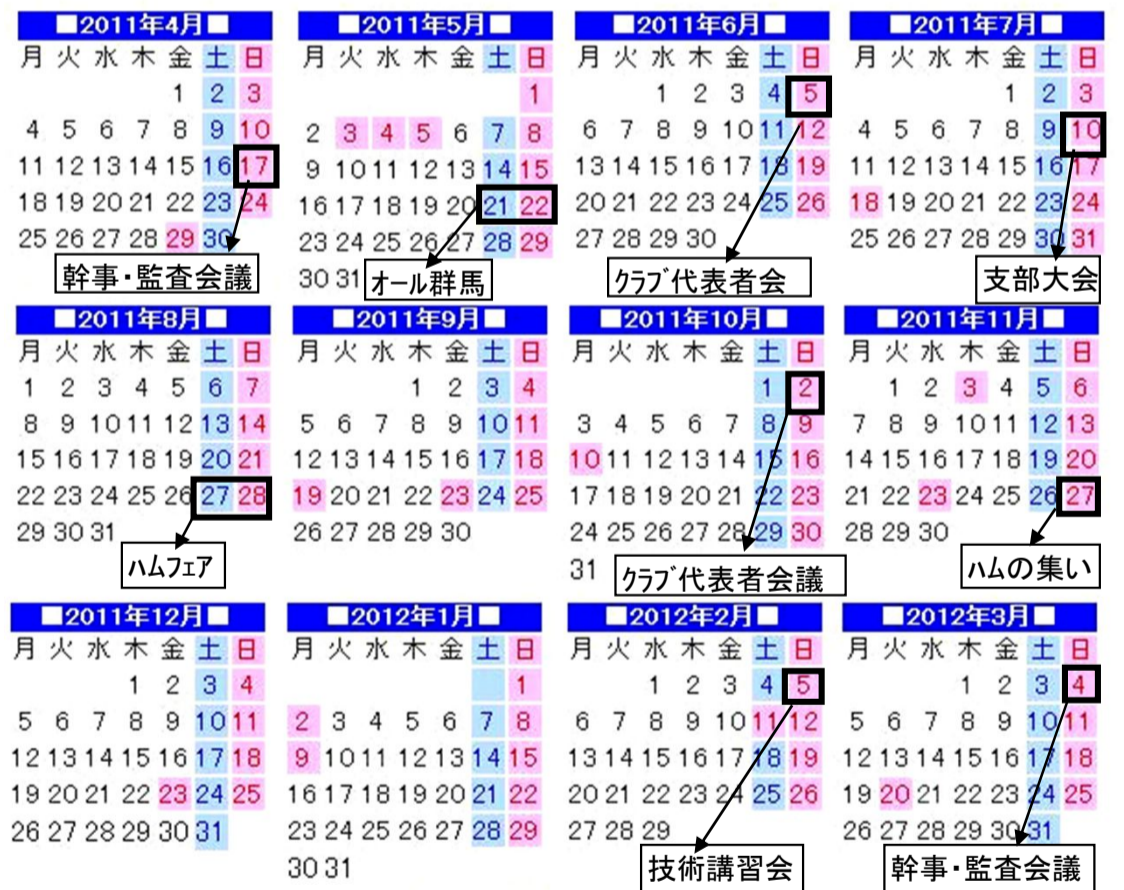 ■2011年4月■
月 火 水 木 金 土 日
1 2 3
4 5 6 7 8 9 10
11 12 13 14 15 16 17
18 19 20 21 22 23 24
25 26 27 28 29 30
幹事・監査会議
■2011年5月■
月 火 水 木 金 土 日
1
2 3 4 5 6 7 8
9 10 11 12 13 14 15
16 17 18 19 20 21 22
23 24 25 26 27 28 29
30 31
オール群馬
■2011年6月■
月 火 水 木 金 土 日
1 2 3 4 5
6 7 8 9 10 11 12
13 14 15 16 17 18 19
20 21 22 23 24 25 26
27 28 29 30
クラブ代表者会
■2011年7月■
月 火 水 木 金 土 日
1 2 3
4 5 6 7 8 9 10
11 12 13 14 15 16 17
18 19 20 21 22 23 24
25 26 27 28 29 30 31
支部大会
■2011年8月■
月 火 水 木 金 土 日
1 2 3 4 5 6 7
8 9 10 11 12 13 14
15 16 17 18 19 20 21
22 23 24 25 26 27 28
29 30 31
ハムフェア
■2011年9月■
月 火 水 木 金 土 日
1 2 3 4
5 6 7 8 9 10 11
12 13 14 15 16 17 18
19 20 21 22 23 24 25
26 27 28 29 30
■2011年10月■
月 火 水 木 金 土 日
1 2
3 4 5 6 7 8 9
10 11 12 13 14 15 16
17 18 19 20 21 22 23
24 25 26 27 28 29 30
31
クラブ代表者会議
■2011年11月■
月 火 水 木 金 土 日
1 2 3 4 5 6
7 8 9 10 11 12 13
14 15 16 17 18 19 20
21 22 23 24 25 26 27
28 29 30
ハムの集い
■2011年12月■
月 火 水 木 金 土 日
1 2 3 4
5 6 7 8 9 10 11
12 13 14 15 16 17 18
19 20 21 22 23 24 25
26 27 28 29 30 31
■2012年1月■
月 火 水 木 金 土 日
1
2 3 4 5 6 7 8
9 10 11 12 13 14 15
16 17 18 19 20 21 22
23 24 25 26 27 28 29
30 31
■2012年2月■
月 火 水 木 金 土 日
1 2 3 4 5
6 7 8 9 10 11 12
13 14 15 16 17 18 19
20 21 22 23 24 25 26
27 28 29
技術講習会
■2012年3月■
月 火 水 木 金 土 日
1 2 3 4
5 6 7 8 9 10 11
12 13 14 15 16 17 18
19 20 21 22 23 24 25
26 27 28 29 30 31
幹事・監査会議